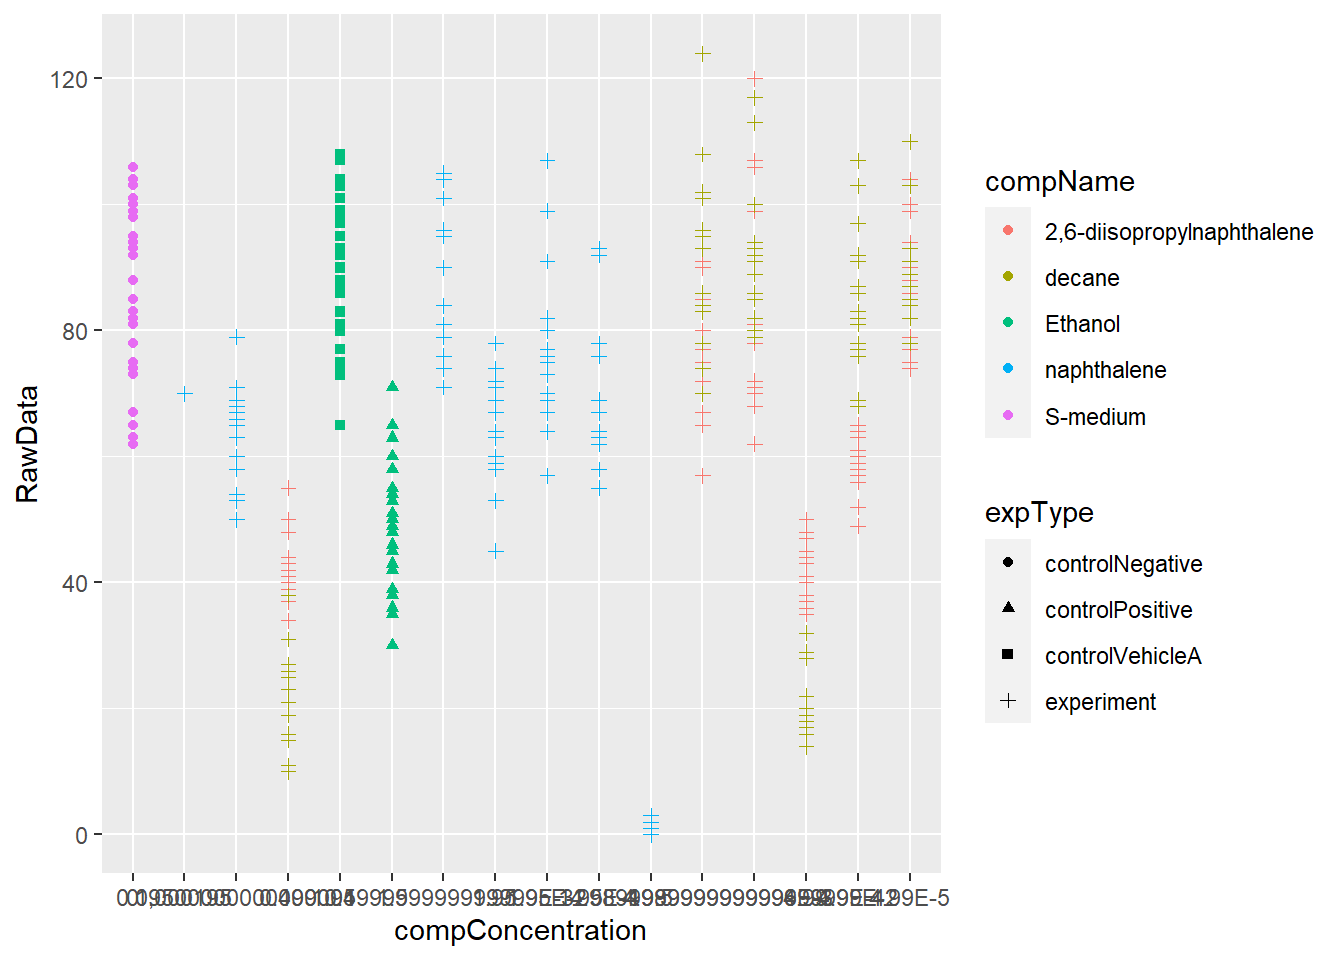 120
80
40
0
RawData
compConcentration
compName
2,6-diisopropylnaphthalene
decane
Ethanol
naphthalene
S-medium
expType
controlNegative
controlPositive
controlVehicleA
experiment